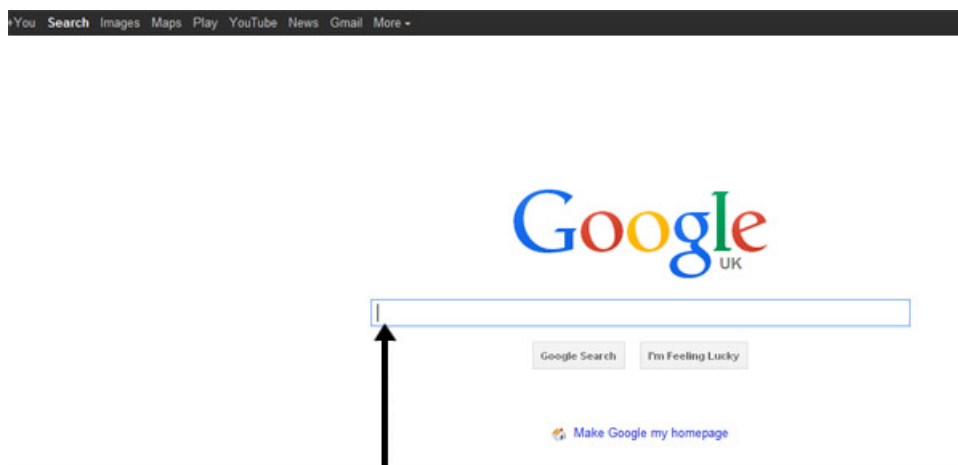 +You Search Images Maps Play YouTube News Gmail More
Google
UK
Google Search I'm Feeling Lucky
Make Google my homepage